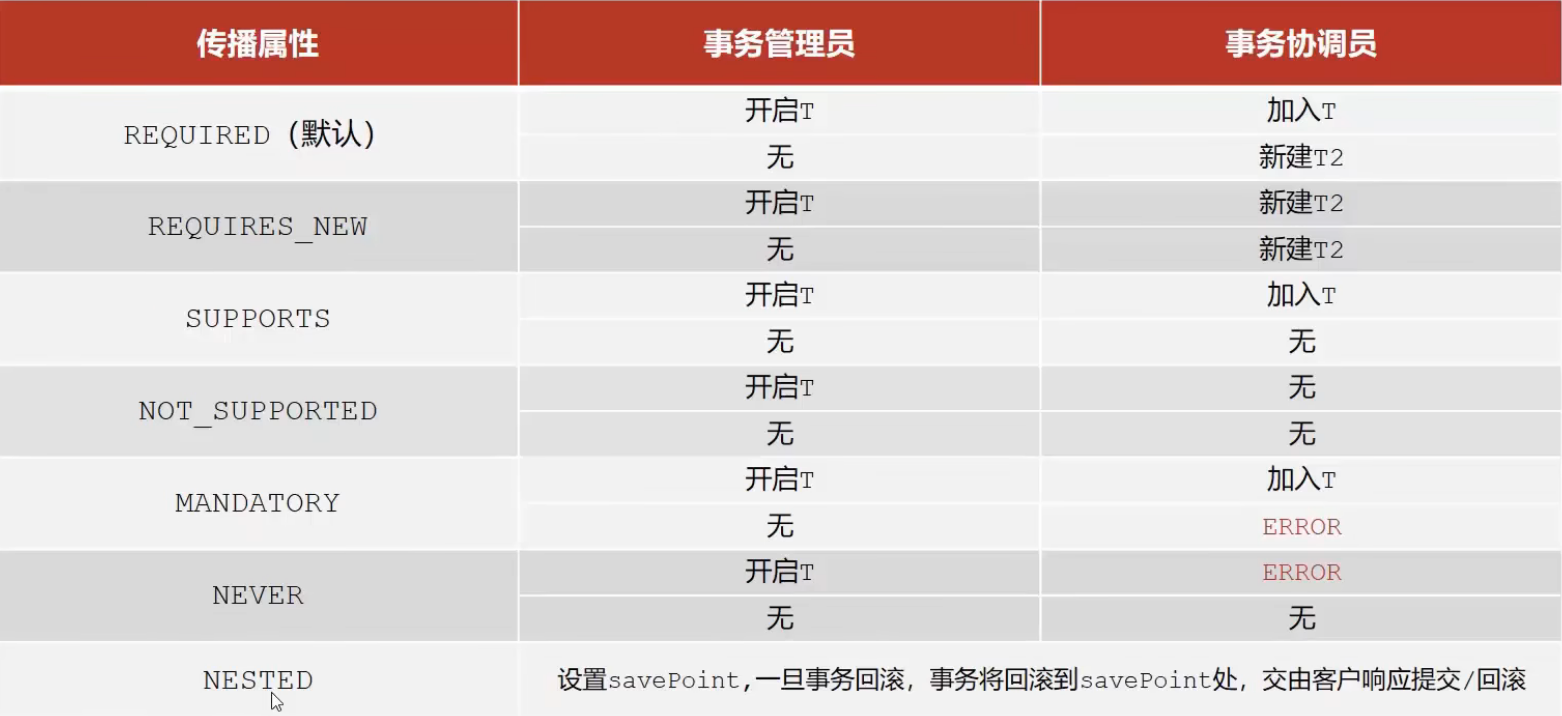 传播属性 事务管理员 事务协调员
REQUIRED（默认） 开启T 加入T
无 新建T2
REQUIRES_NEW 开启T 新建T2
无 新建T2
SUPPORTS 开启T 加入T
无 无
NOT_SUPPORTED 开启T 无
无 无
MANDATORY 开启T 加入T
无 ERROR
NEVER 开启T ERROR
无 无
NESTED 设置savePoint,一旦事务回滚，事务将回滚到savePoint处，交由客户响应提交/回滚